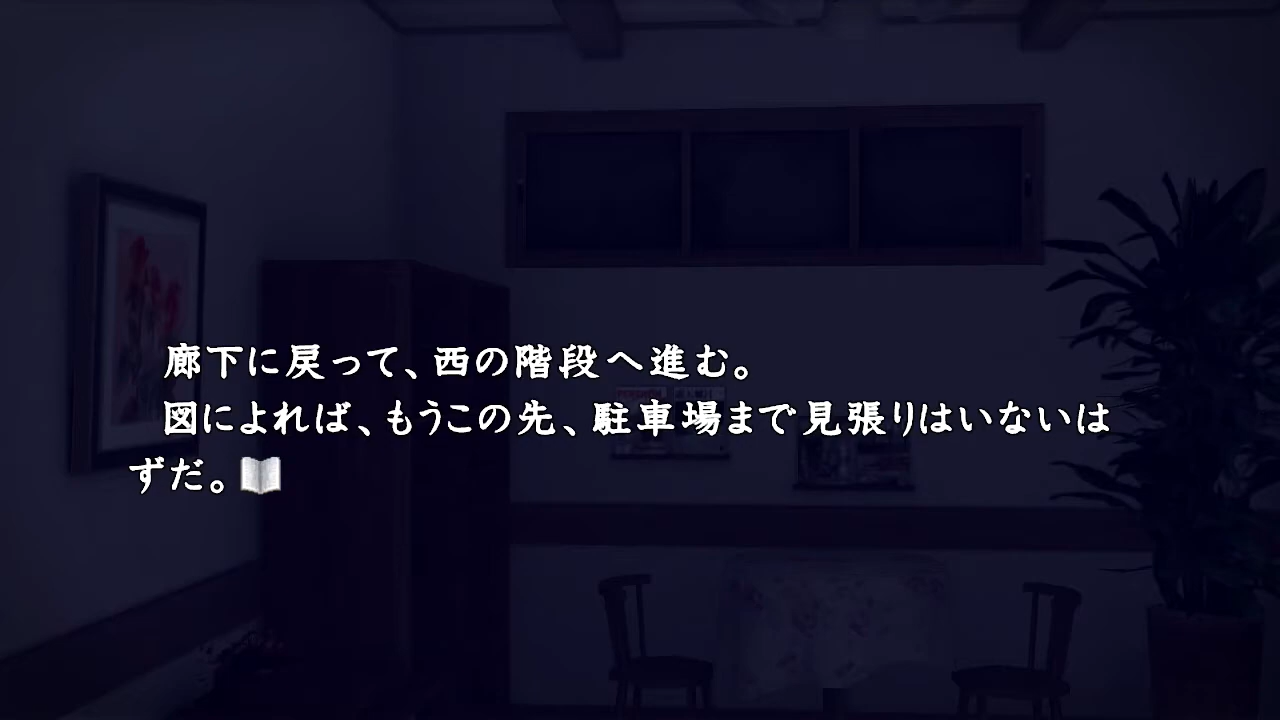 廊下に戻って、西の階段へ進む。
図によれば、もうこの先、駐車場まで見張りはいないは
ずだ。